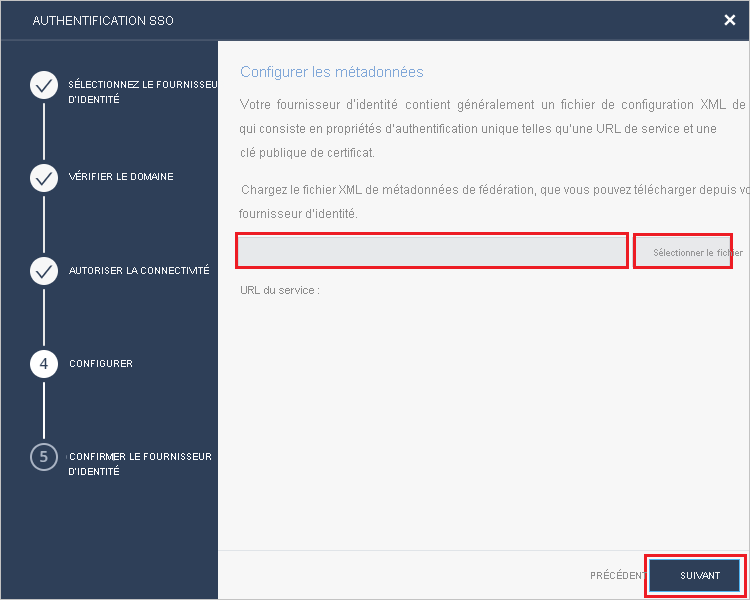 AUTHENTIFICATION SSO
SÉLECTIONNEZ LE FOURNISSEU
D'IDENTITÉ
VÉRIFIER LE DOMAINE
AUTORISER LA CONNECTIVITÉ
4 CONFIGURER
5 CONFIRMER LE FOURNISSEUR
D'IDENTITÉ
Configurer les métadonnées
Votre fournisseur d'identité contient généralement un fichier de configuration XML de
qui consiste en propriétés d'authentification unique telles qu'une URL de service et une
clé publique de certificat.
Chargez le fichier XML de métadonnées de fédération, que vous pouvez télécharger depuis vo
fournisseur d'identité.
Sélectionner le fichier
URL du service :
PRÉCÉDENT
SUIVANT